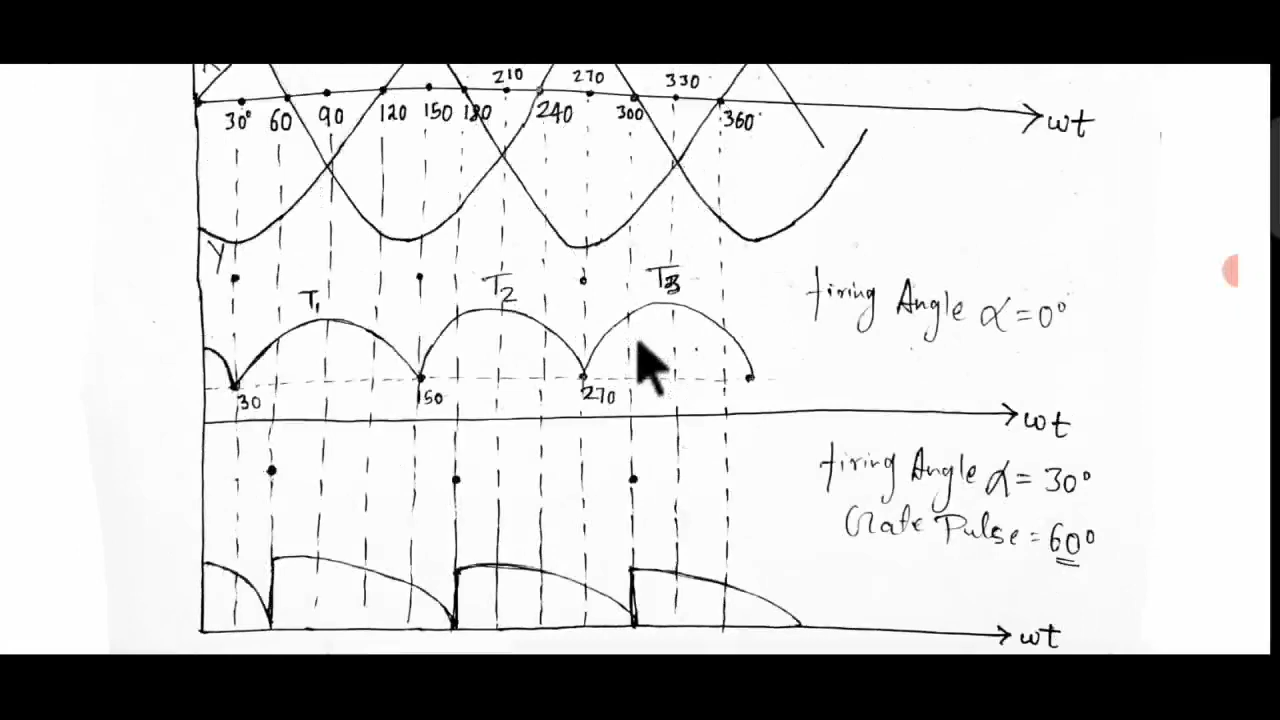 210 270 330
30° 60 90 120 150 180 240 300 360° ωt
Y
T1 T2 T3
firing Angle α=0°
30 150 270
ωt
firing Angle α= 30°
Gate Pulse = 60°
ωt